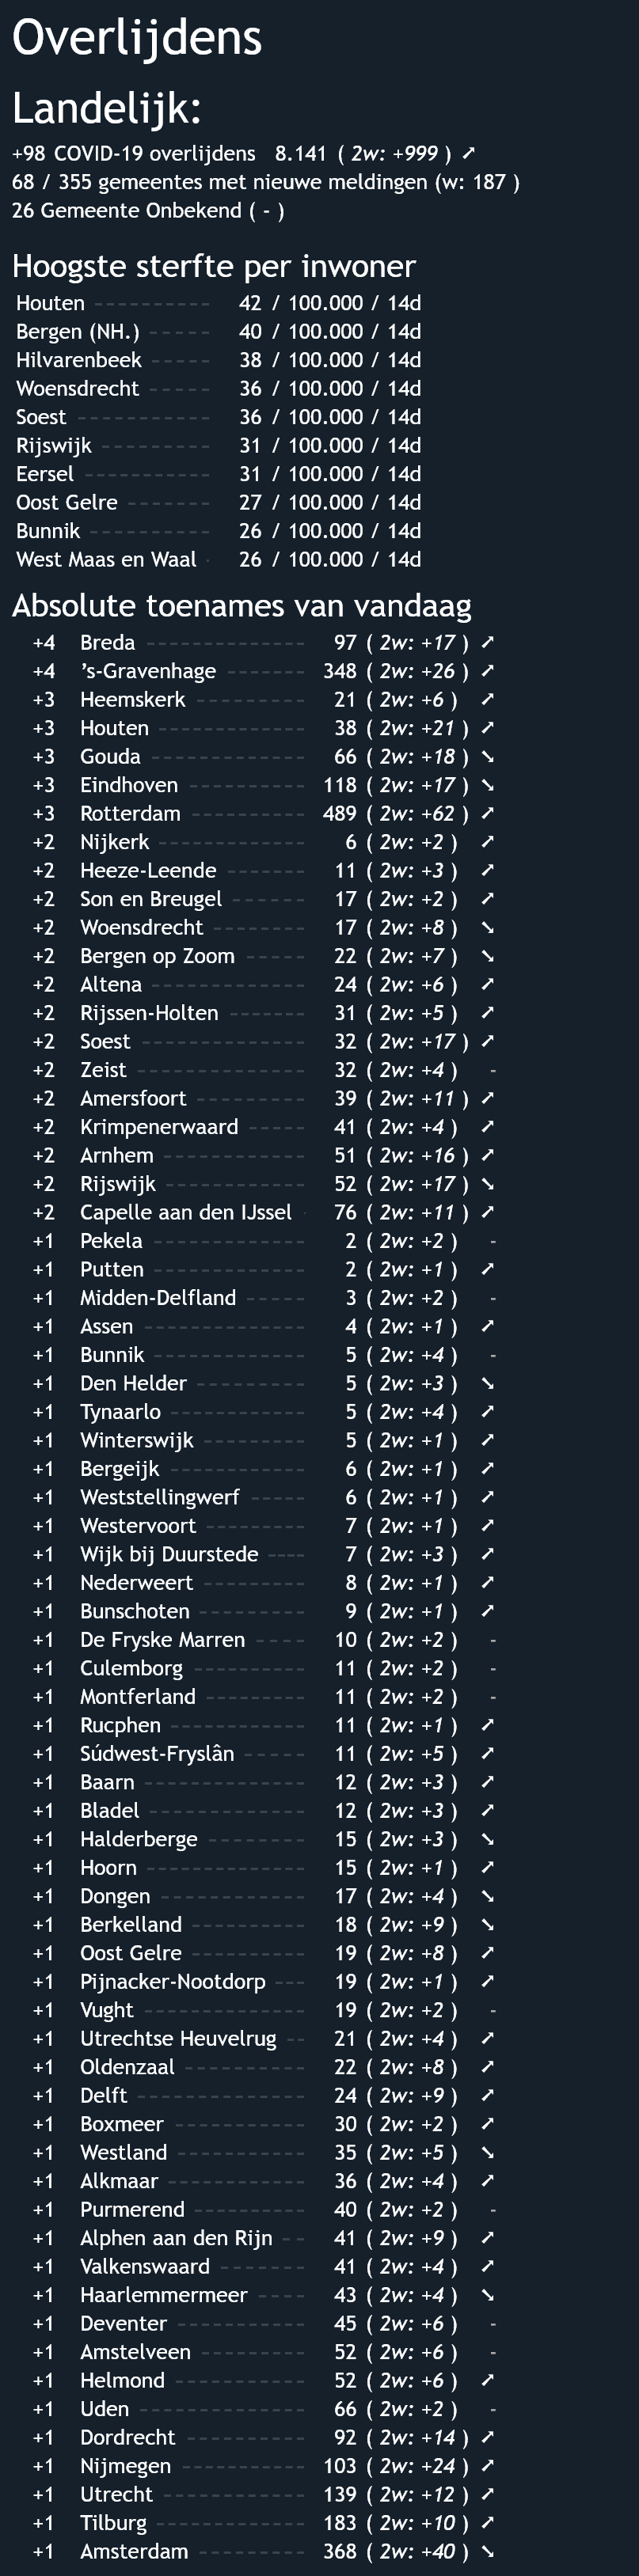 Overlijdens
Landelijk:
+98 COVID-19 overlijdens 8.141 ( 2w: +999 ) ➚
68 / 355 gemeentes met nieuwe meldingen (w: 187 )
26 Gemeente Onbekend ( - )
Hoogste sterfte per inwoner
Houten ---------- 42 / 100.000 / 14d
Bergen (NH.) ----- 40 / 100.000 / 14d
Hilvarenbeek ----- 38 / 100.000 / 14d
Woensdrecht ----- 36 / 100.000 / 14d
Soest ----------- 36 / 100.000 / 14d
Rijswijk --------- 31 / 100.000 / 14d
Eersel ---------- 31 / 100.000 / 14d
Oost Gelre ------- 27 / 100.000 / 14d
Bunnik ---------- 26 / 100.000 / 14d
West Maas en Waal - 26 / 100.000 / 14d
Absolute toenames van vandaag
+4 Breda ------------- 97 ( 2w: +17 ) ➚
+4 's-Gravenhage ------ 348 ( 2w: +26 ) ➚
+3 Heemskerk --------- 21 ( 2w: +6 ) ➚
+3 Houten ------------ 38 ( 2w: +21 ) ➚
+3 Gouda ------------- 66 ( 2w: +18 ) ➘
+3 Eindhoven --------- 118 ( 2w: +17 ) ➘
+3 Rotterdam --------- 489 ( 2w: +62 ) ➚
+2 Nijkerk ----------- 6 ( 2w: +2 ) ➚
+2 Heeze-Leende ------ 11 ( 2w: +3 ) ➚
+2 Son en Breugel ----- 17 ( 2w: +2 ) ➚
+2 Woensdrecht ------- 17 ( 2w: +8 ) ➘
+2 Bergen op Zoom ---- 22 ( 2w: +7 ) ➘
+2 Altena ------------ 24 ( 2w: +6 ) ➚
+2 Rijssen-Holten ----- 31 ( 2w: +5 ) ➚
+2 Soest ------------- 32 ( 2w: +17 ) ➚
+2 Zeist ------------- 32 ( 2w: +4 ) -
+2 Amersfoort -------- 39 ( 2w: +11 ) ➚
+2 Krimpenerwaard ---- 41 ( 2w: +4 ) ➚
+2 Arnhem ----------- 51 ( 2w: +16 ) ➚
+2 Rijswijk ----------- 52 ( 2w: +17 ) ➘
+2 Capelle aan den IJssel - 76 ( 2w: +11 ) ➚
+1 Pekela ------------ 2 ( 2w: +2 ) -
+1 Putten ------------ 2 ( 2w: +1 ) ➚
+1 Midden-Delfland ---- 3 ( 2w: +2 ) -
+1 Assen ------------- 4 ( 2w: +1 ) ➚
+1 Bunnik ------------ 5 ( 2w: +4 ) -
+1 Den Helder -------- 5 ( 2w: +3 ) ➘
+1 Tynaarlo ----------- 5 ( 2w: +4 ) ➚
+1 Winterswijk -------- 5 ( 2w: +1 ) ➚
+1 Bergeijk ----------- 6 ( 2w: +1 ) ➚
+1 Weststellingwerf ---- 6 ( 2w: +1 ) ➚
+1 Westervoort -------- 7 ( 2w: +1 ) ➚
+1 Wijk bij Duurstede ---- 7 ( 2w: +3 ) ➚
+1 Nederweert -------- 8 ( 2w: +1 ) ➚
+1 Bunschoten -------- 9 ( 2w: +1 ) ➚
+1 De Fryske Marren ---- 10 ( 2w: +2 ) -
+1 Culemborg --------- 11 ( 2w: +2 ) -
+1 Montferland -------- 11 ( 2w: +2 ) -
+1 Rucphen ----------- 11 ( 2w: +1 ) ➚
+1 Súdwest-Fryslân ----- 11 ( 2w: +5 ) ➚
+1 Baarn ------------- 12 ( 2w: +3 ) ➚
+1 Bladel ------------ 12 ( 2w: +3 ) ➚
+1 Halderberge -------- 15 ( 2w: +3 ) ➘
+1 Hoorn ------------- 15 ( 2w: +1 ) ➚
+1 Dongen ------------ 17 ( 2w: +4 ) ➘
+1 Berkelland --------- 18 ( 2w: +9 ) ➘
+1 Oost Gelre --------- 19 ( 2w: +8 ) ➚
+1 Pijnacker-Nootdorp --- 19 ( 2w: +1 ) ➚
+1 Vught ------------- 19 ( 2w: +2 ) -
+1 Utrechtse Heuvelrug -- 21 ( 2w: +4 ) ➚
+1 Oldenzaal ---------- 22 ( 2w: +8 ) ➚
+1 Delft ------------- 24 ( 2w: +9 ) ➚
+1 Boxmeer ----------- 30 ( 2w: +2 ) ➚
+1 Westland ----------- 35 ( 2w: +5 ) ➘
+1 Alkmaar ----------- 36 ( 2w: +4 ) ➚
+1 Purmerend --------- 40 ( 2w: +2 ) -
+1 Alphen aan den Rijn -- 41 ( 2w: +9 ) ➚
+1 Valkenswaard ------- 41 ( 2w: +4 ) ➚
+1 Haarlemmermeer ---- 43 ( 2w: +4 ) ➘
+1 Deventer ---------- 45 ( 2w: +6 ) -
+1 Amstelveen -------- 52 ( 2w: +6 ) -
+1 Helmond ----------- 52 ( 2w: +6 ) ➚
+1 Uden ------------- 66 ( 2w: +2 ) -
+1 Dordrecht ---------- 92 ( 2w: +14 ) ➚
+1 Nijmegen ---------- 103 ( 2w: +24 ) ➚
+1 Utrecht ----------- 139 ( 2w: +12 ) ➚
+1 Tilburg ------------ 183 ( 2w: +10 ) ➚
+1 Amsterdam --------- 368 ( 2w: +40 ) ➘